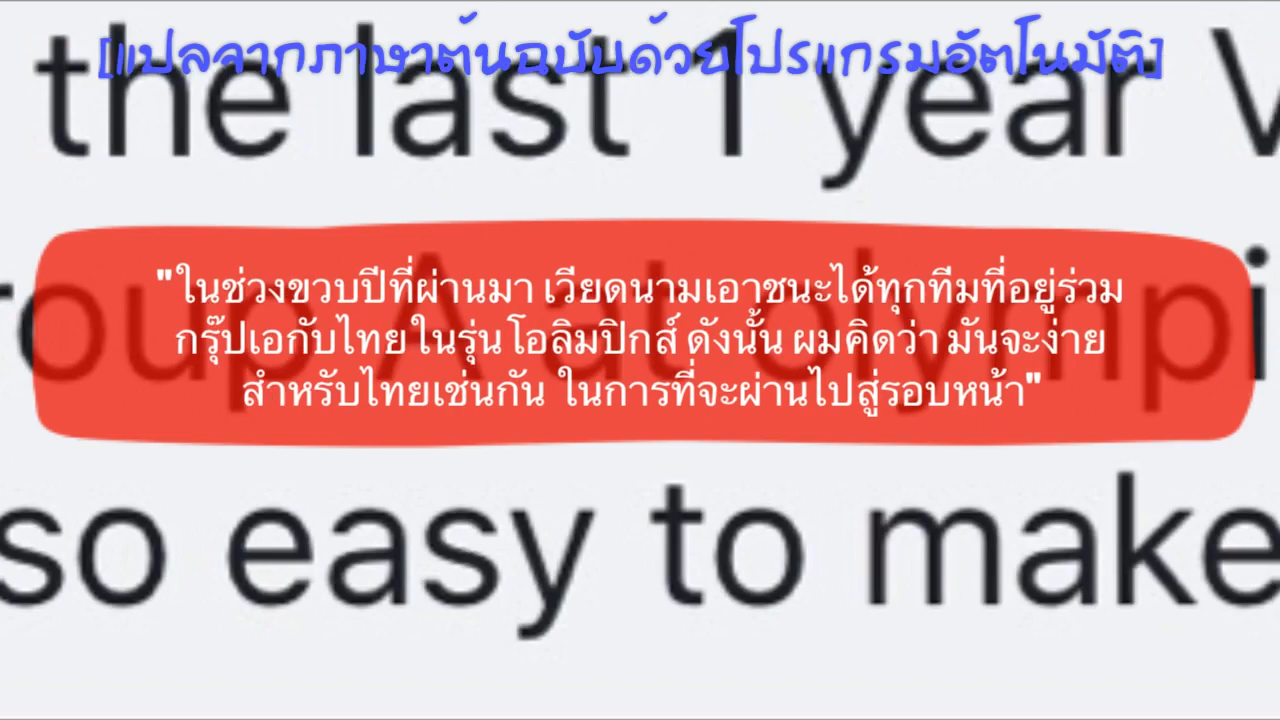 [แปลจากภาษาต้นฉบับด้วยโปรแกรมอัตโนมัติ]
the last 1 year V
"ในช่วงขวบปีที่ผ่านมา เวียดนามเอาชนะได้ทุกทีมที่อยู่ร่วม
กรุ๊ปเอกับไทย ในรุ่น โอลิมปิกส์ ดังนั้น ผมคิดว่า มันจะง่าย
สำหรับไทยเช่นกัน ในการที่จะผ่านไปสู่รอบหน้า"
roup A at olympi
so easy to make